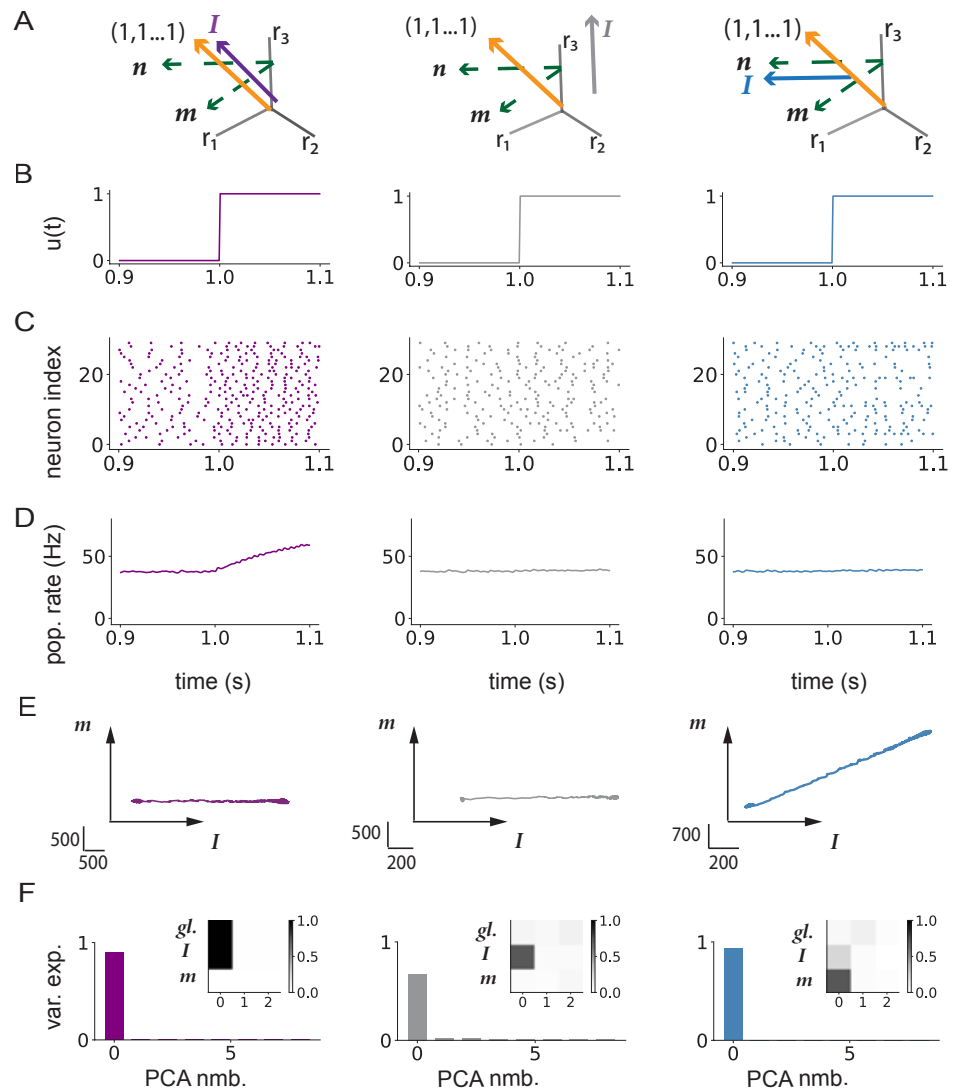 A
(1,1...1) I r3
n
m
r1 r2
(1,1...1) r3 I
n
m
r1 r2
(1,1...1) r3
n
I
m
r1 r2
B
u(t)
1
0
0.9 1.0 1.1
1
0
0.9 1.0 1.1
1
0
0.9 1.0 1.1
C
neuron index
20
0
0.9 1.0 1.1
20
0
0.9 1.0 1.1
20
0
0.9 1.0 1.1
D
pop. rate (Hz)
50
0
0.9 1.0 1.1
time (s)
50
0
0.9 1.0 1.1
time (s)
50
0
0.9 1.0 1.1
time (s)
E
m
I
500
500
m
I
500
200
m
I
700
200
F
var. exp.
1
0
0 5
PCA nmb.
gl.
I
m
0 1 2
1.0
0.5
0.0
1
0
0 5
PCA nmb.
gl.
I
m
0 1 2
1.0
0.5
0.0
1
0
0 5
PCA nmb.
gl.
I
m
0 1 2
1.0
0.5
0.0